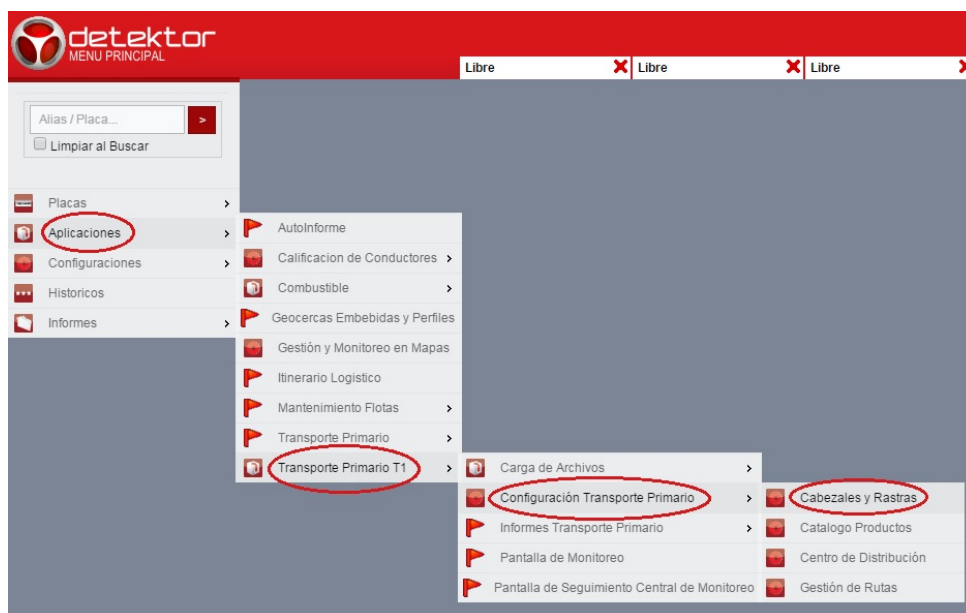 detektor
MENU PRINCIPAL
Libre
Libre
Libre
Alias / Placa...
>
Limpiar al Buscar
Placas
Aplicaciones
Configuraciones
Historicos
Informes
AutoInforme
Calificacion de Conductores
Combustible
Geocercas Embebidas y Perfiles
Gestión y Monitoreo en Mapas
Itinerario Logistico
Mantenimiento Flotas
Transporte Primario
Transporte Primario T1
Carga de Archivos
Configuración Transporte Primario
Informes Transporte Primario
Pantalla de Monitoreo
Pantalla de Seguimiento Central de Monitoreo
Cabezales y Rastras
Catalogo Productos
Centro de Distribución
Gestión de Rutas